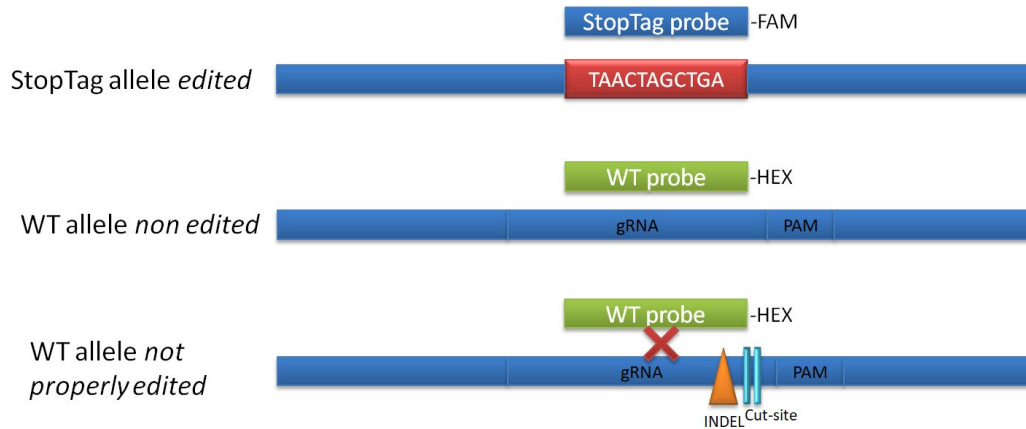 StopTag probe -FAM
StopTag allele edited
TAACTAGCTGA
WT probe -HEX
WT allele non edited
gRNA
PAM
WT probe -HEX
WT allele not
properly edited
gRNA
PAM
INDEL
Cut-site